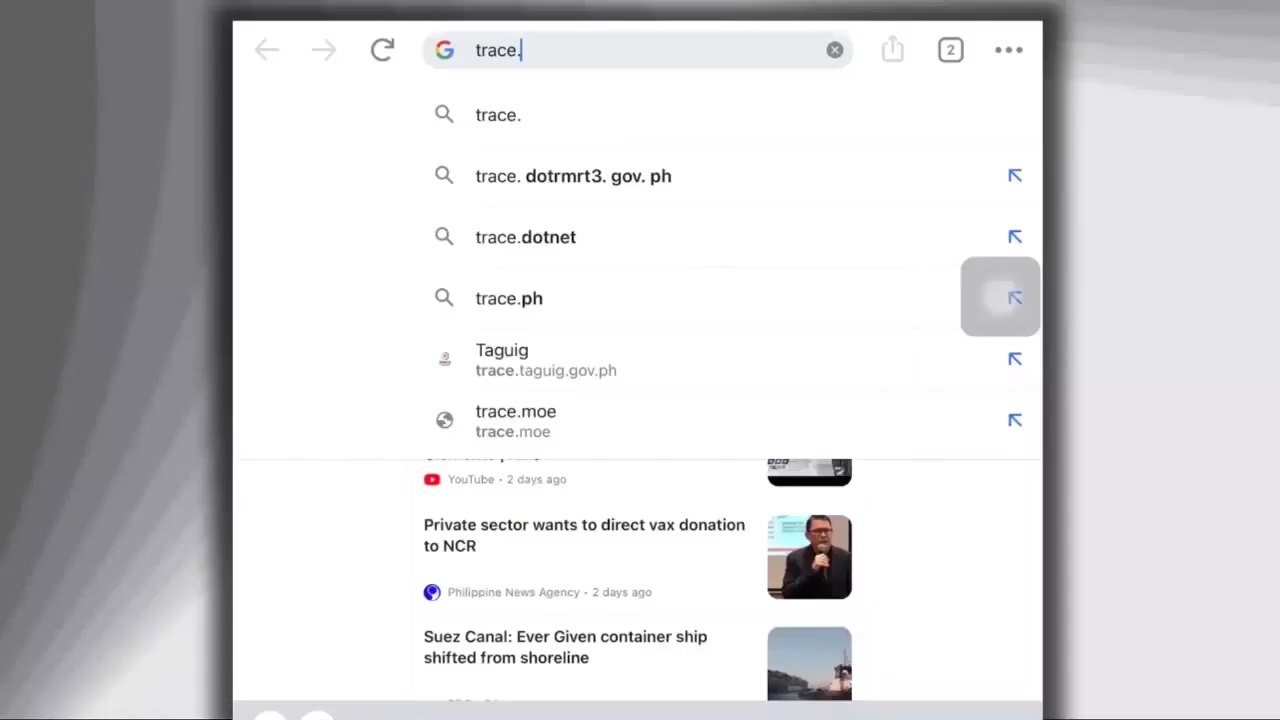 trace.
2
trace.
trace. dotrmrt3. gov. ph
trace.dotnet
trace.ph
Taguig
trace.taguig.gov.ph
trace.moe
trace.moe
YouTube • 2 days ago
Private sector wants to direct vax donation
to NCR
Philippine News Agency • 2 days ago
Suez Canal: Ever Given container ship
shifted from shoreline